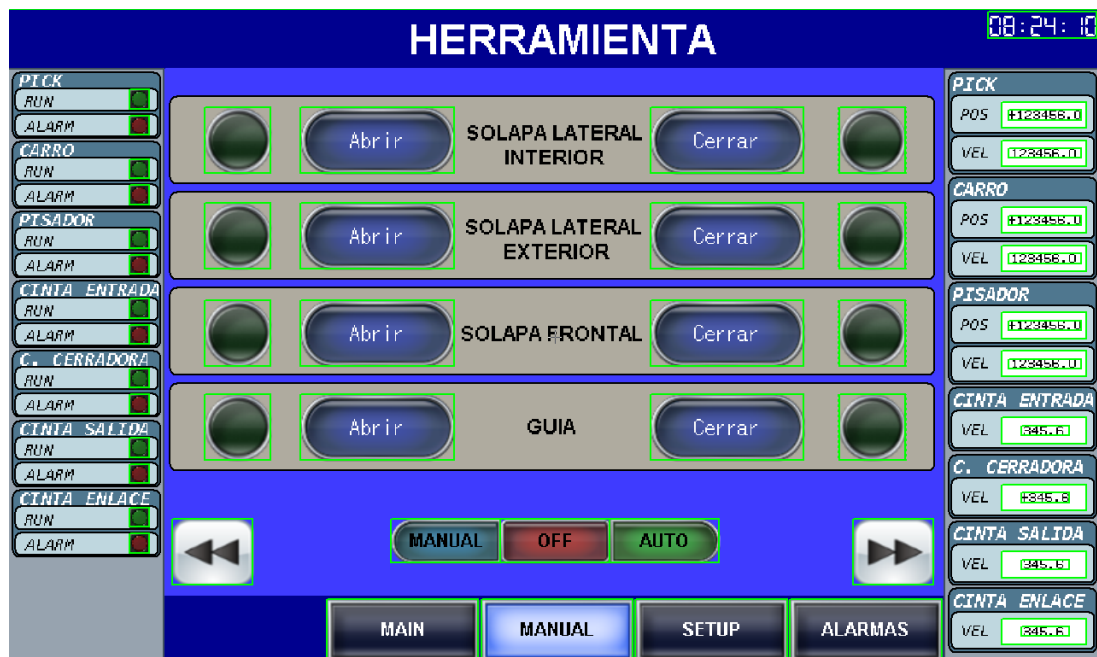 HERRAMIENTA
08:24:10
PICK
RUN
ALARM
CARRO
RUN
ALARM
PISADOR
RUN
ALARM
CINTA ENTRADA
RUN
ALARM
C. CERRADORA
RUN
ALARM
CINTA SALIDA
RUN
ALARM
CINTA ENLACE
RUN
ALARM
Abrir
SOLAPA LATERAL
INTERIOR
Cerrar
Abrir
SOLAPA LATERAL
EXTERIOR
Cerrar
Abrir
SOLAPA FRONTAL
Cerrar
Abrir
GUIA
Cerrar
MANUAL OFF AUTO
MAIN MANUAL SETUP ALARMAS
PICK
POS +123456.0
VEL 123456.0
CARRO
POS +123456.0
VEL 123456.0
PISADOR
POS +123456.0
VEL 123456.0
CINTA ENTRADA
VEL 345.6
C. CERRADORA
VEL +345.6
CINTA SALIDA
VEL 345.6
CINTA ENLACE
VEL 345.6